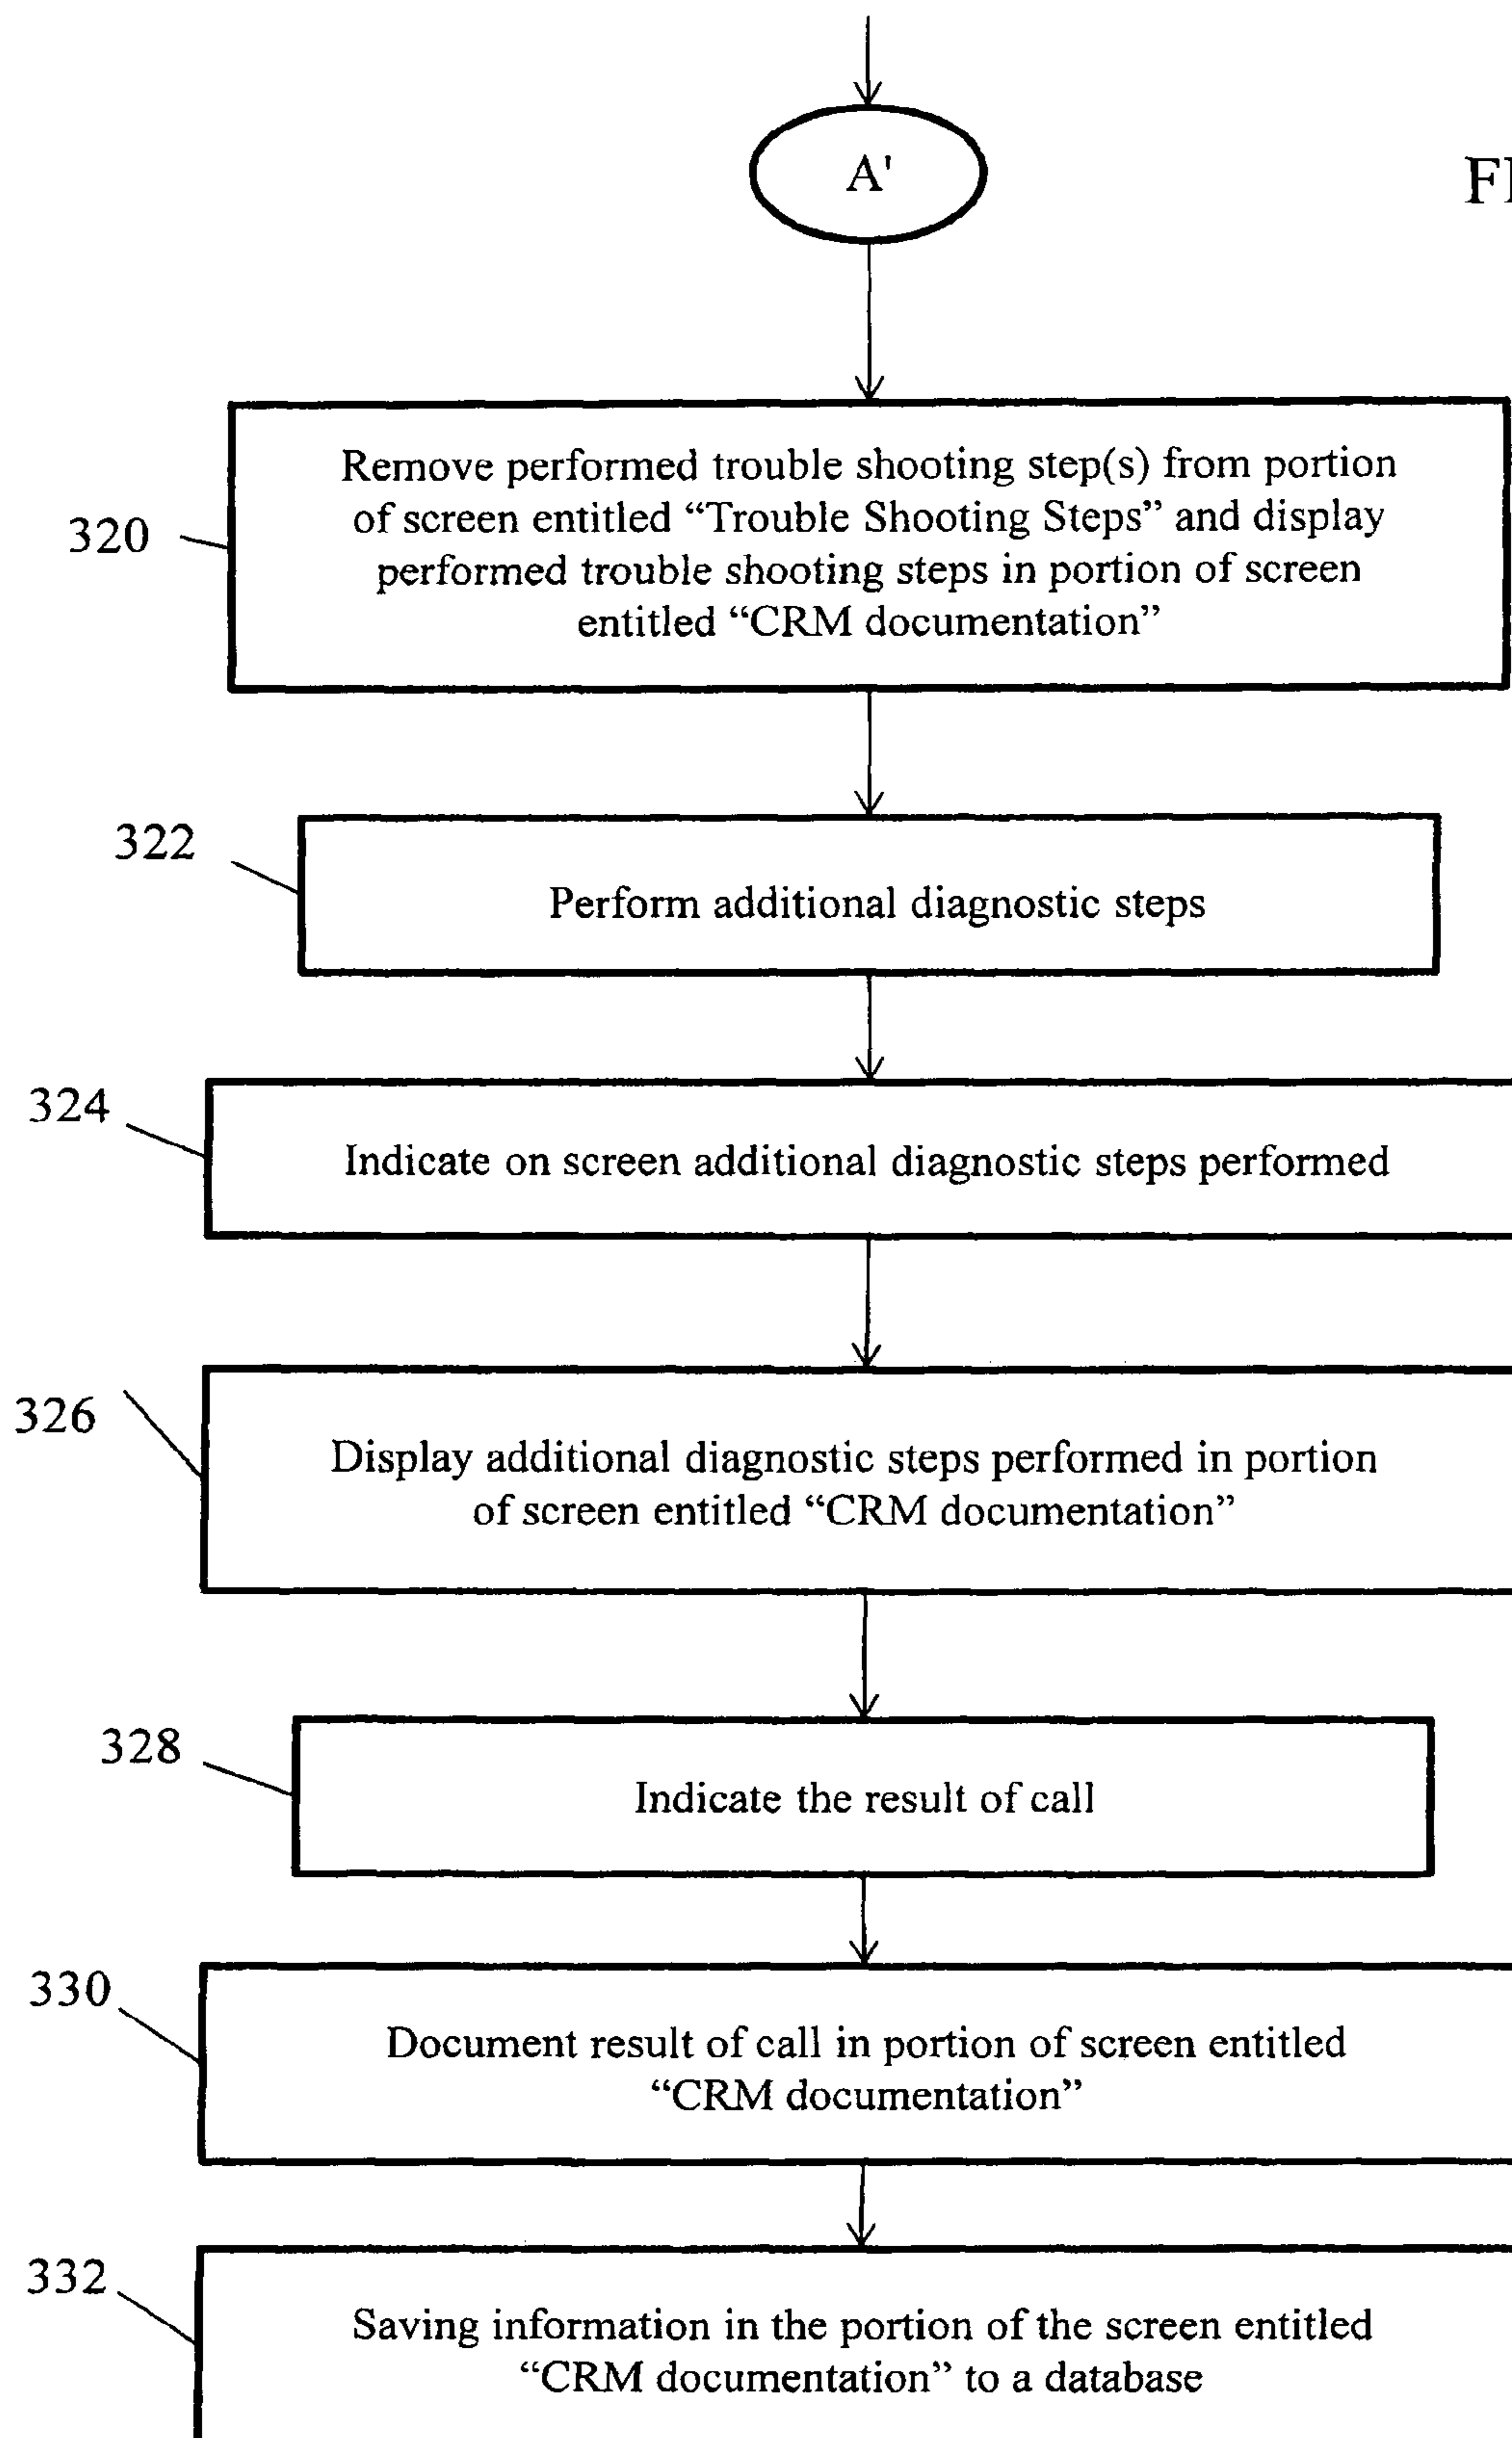 A'
FI
320
Remove performed trouble shooting step(s) from portion
of screen entitled “Trouble Shooting Steps” and display
performed trouble shooting steps in portion of screen
entitled “CRM documentation”
322
Perform additional diagnostic steps
324
Indicate on screen additional diagnostic steps performed
326
Display additional diagnostic steps performed in portion
of screen entitled “CRM documentation”
328
Indicate the result of call
330
Document result of call in portion of screen entitled
“CRM documentation”
332
Saving information in the portion of the screen entitled
“CRM documentation” to a database